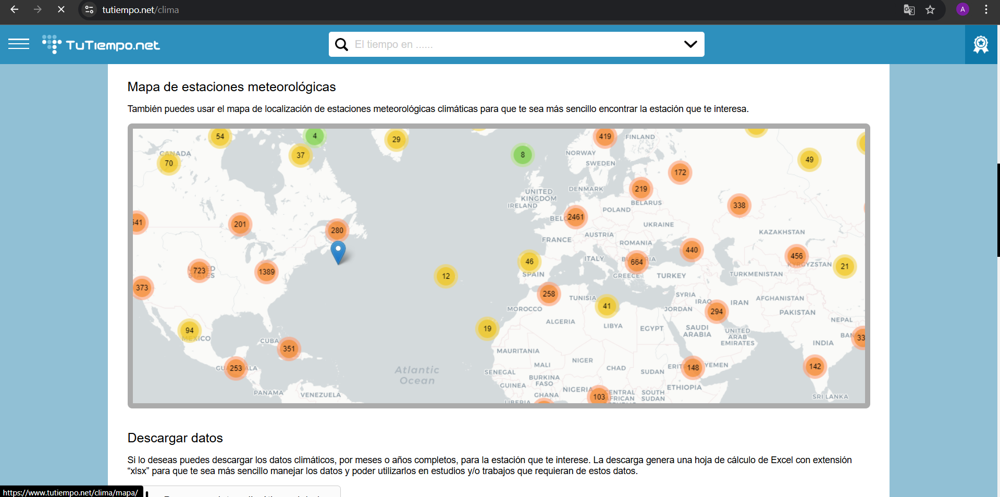 tutiempo.net/clima
A
TuTiempo.net
El tiempo en ......
Mapa de estaciones meteorológicas
También puedes usar el mapa de localización de estaciones meteorológicas climáticas para que te sea más sencillo encontrar la estación que te interesa.
54
4
29
419
FINLAND
CANADA
37
8
NORWAY
49
70
SWEDEN
172
UNITED
KINGDOM
DENMARK
219
IRELAND
BELARUS
338
POLAND
641
201
280
2461
UKRAINE
KAZAKHSTAN
FRANCE
AUSTRIA
ROMANIA
440
456
ITALY
664
46
SPAIN
KYRGYZSTAN
21
723
STATES
1389
12
GREECE
TURKEY
TURKMENISTAN
373
258
TUNISIA
41
SYRIA
IRAQ
IRAN
AFGHANISTAN
MOROCCO
JORDAN
294
PAKISTAN
ALGERIA
LIBYA
EGYPT
SAUDI
ARABIA
UNITED
ARAB
EMIRATES
NEPAL
94
MEXICO
19
CUBA
351
INDIA
33
MAURITANIA
253
Atlantic
Ocean
SENEGAL
MALI
NIGER
CHAD
SUDAN
148
YEMEN
142
BURKINA
FASO
GUINEA
NIGERIA
ETHIOPIA
PANAMA
VENEZUELA
GHANA
103
CENTRAL
AFRICAN
SOUTH
SUDAN
SRI LANKA
LIBERIA
Descargar datos
Si lo deseas puedes descargar los datos climáticos, por meses o años completos, para la estación que te interese. La descarga genera una hoja de cálculo de Excel con extensión
“xlsx” para que te sea más sencillo manejar los datos y poder utilizarlos en estudios y/o trabajos que requieran de estos datos.
https://www.tutiempo.net/clima/mapa/